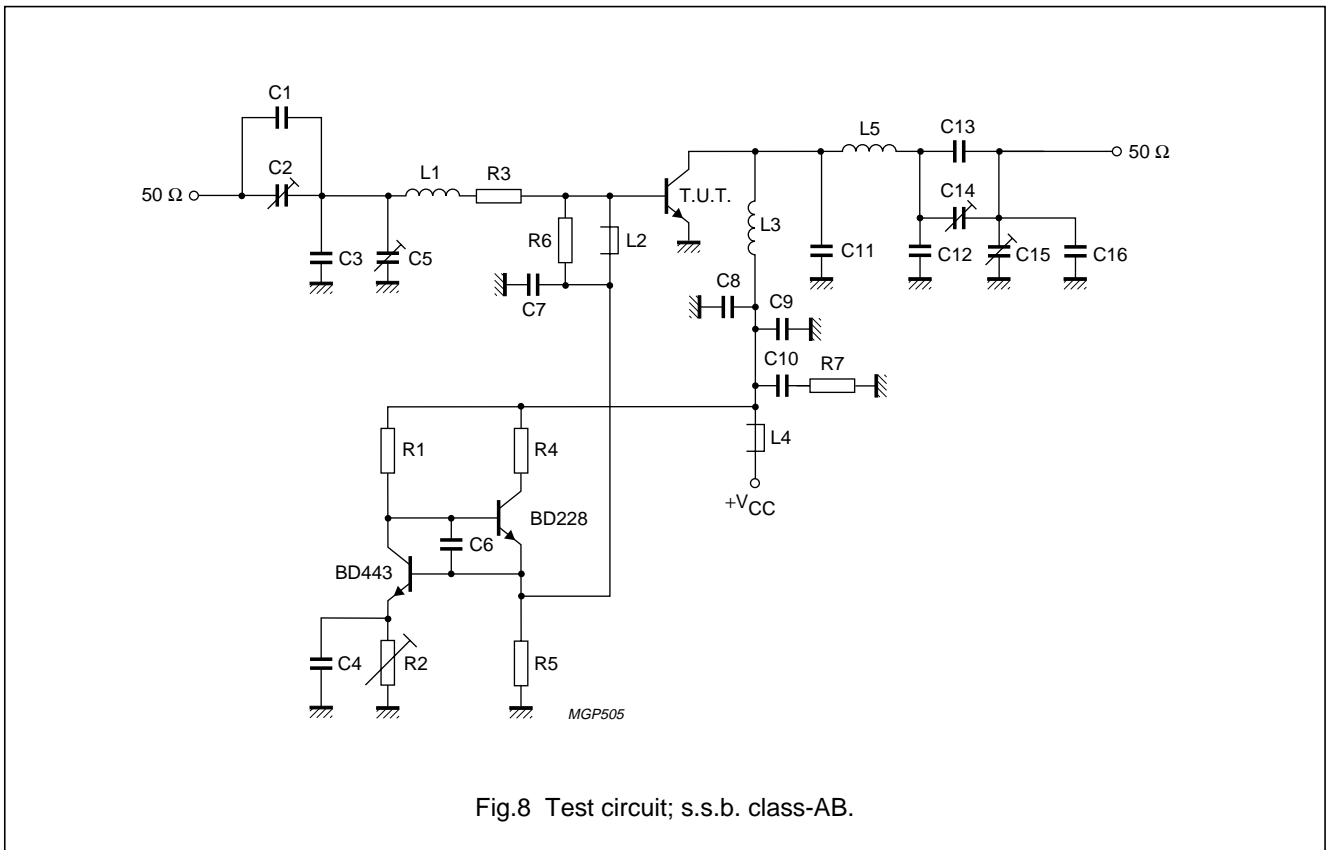 C1
C2
50 Ω
L1
R3
C3
C5
R6
L2
C7
T.U.T.
L3
L5
C13
50 Ω
C14
C11
C12
C15
C16
C8
C9
C10
R7
L4
+VCC
R1
R4
BD228
C6
BD443
C4
R2
R5
MGP505
Fig.8 Test circuit; s.s.b. class-AB.